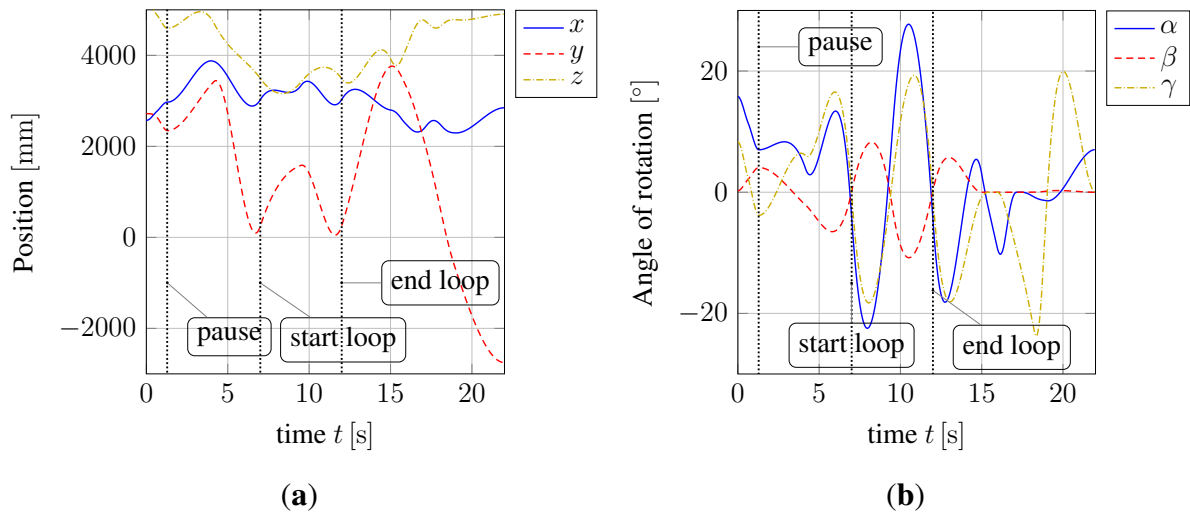 x
y
z
4000
2000
0
−2000
Position [mm]
pause
start loop
end loop
0 5 10 15 20
time t [s]
(a)
α
β
γ
20
0
−20
Angle of rotation [°]
pause
start loop
end loop
0 5 10 15 20
time t [s]
(b)